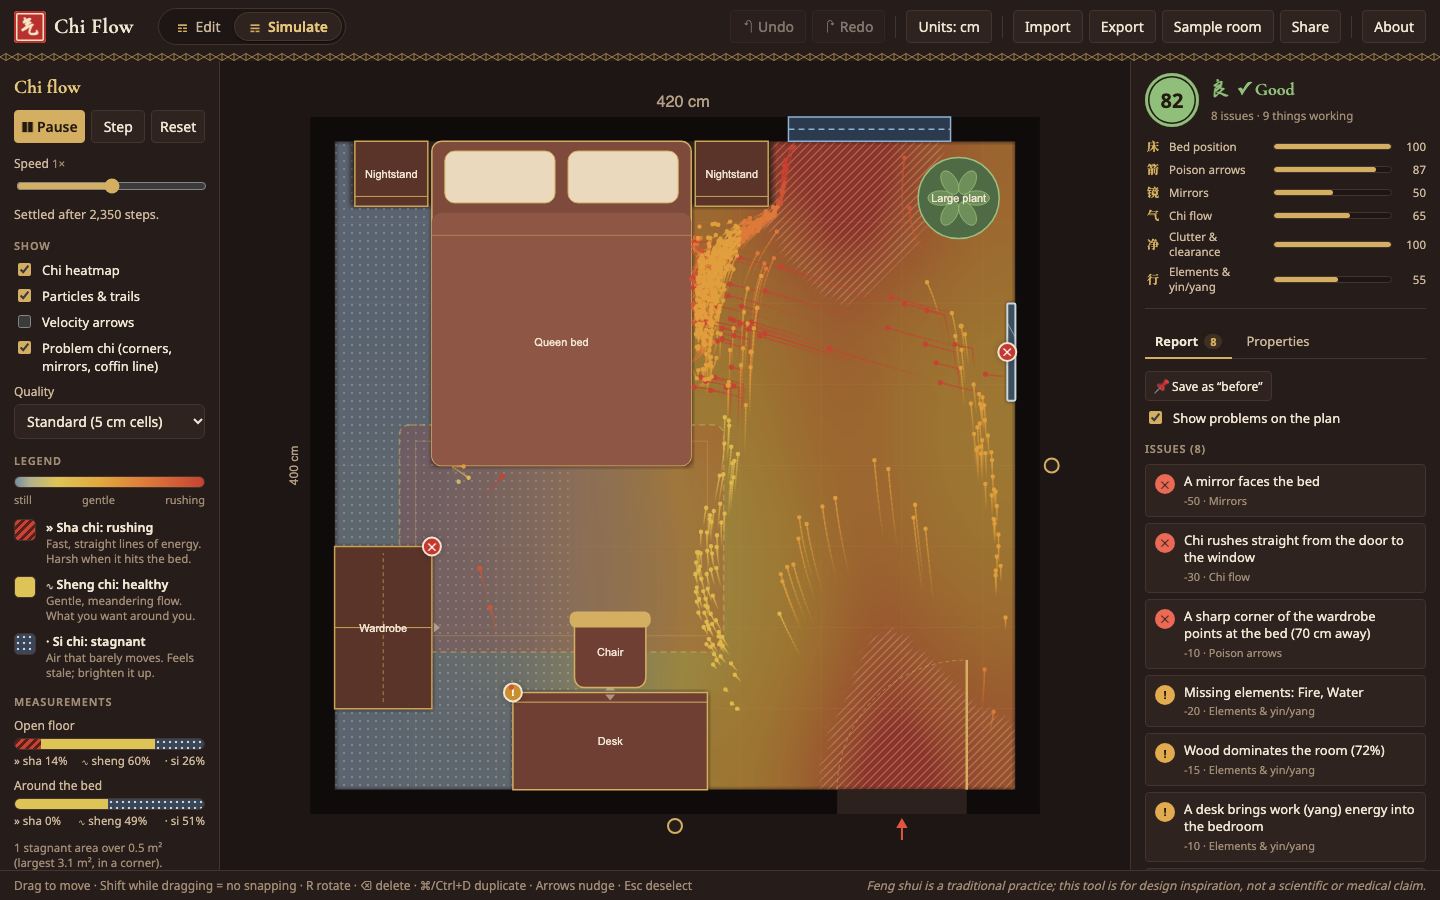 气 Chi Flow
Edit
Simulate
Undo
Redo
Units: cm
Import
Export
Sample room
Share
About
Chi flow
Pause
Step
Reset
Speed 1×
Settled after 2,350 steps.
SHOW
Chi heatmap
Particles & trails
Velocity arrows
Problem chi (corners,
mirrors, coffin line)
Quality
Standard (5 cm cells)
LEGEND
still gentle rushing
» Sha chi: rushing
Fast, straight lines of energy.
Harsh when it hits the bed.
∿ Sheng chi: healthy
Gentle, meandering flow.
What you want around you.
· Si chi: stagnant
Air that barely moves. Feels
stale; brighten it up.
MEASUREMENTS
Open floor
» sha 14% ∿ sheng 60% · si 26%
Around the bed
» sha 0% ∿ sheng 49% · si 51%
1 stagnant area over 0.5 m²
(largest 3.1 m², in a corner).
420 cm
400 cm
Nightstand
Nightstand
Large plant
Queen bed
Wardrobe
Chair
Desk
82
良 ✓ Good
8 issues · 9 things working
床 Bed position 100
箭 Poison arrows 87
镜 Mirrors 50
气 Chi flow 65
净 Clutter &
clearance 100
行 Elements &
yin/yang 55
Report 8
Properties
Save as “before”
Show problems on the plan
ISSUES (8)
A mirror faces the bed
-50 · Mirrors
Chi rushes straight from the door to
the window
-30 · Chi flow
A sharp corner of the wardrobe
points at the bed (70 cm away)
-10 · Poison arrows
! Missing elements: Fire, Water
-20 · Elements & yin/yang
! Wood dominates the room (72%)
-15 · Elements & yin/yang
! A desk brings work (yang) energy into
the bedroom
-10 · Elements & yin/yang
Drag to move · Shift while dragging = no snapping · R rotate · ⌫ delete · ⌘/Ctrl+D duplicate · Arrows nudge · Esc deselect
Feng shui is a traditional practice; this tool is for design inspiration, not a scientific or medical claim.